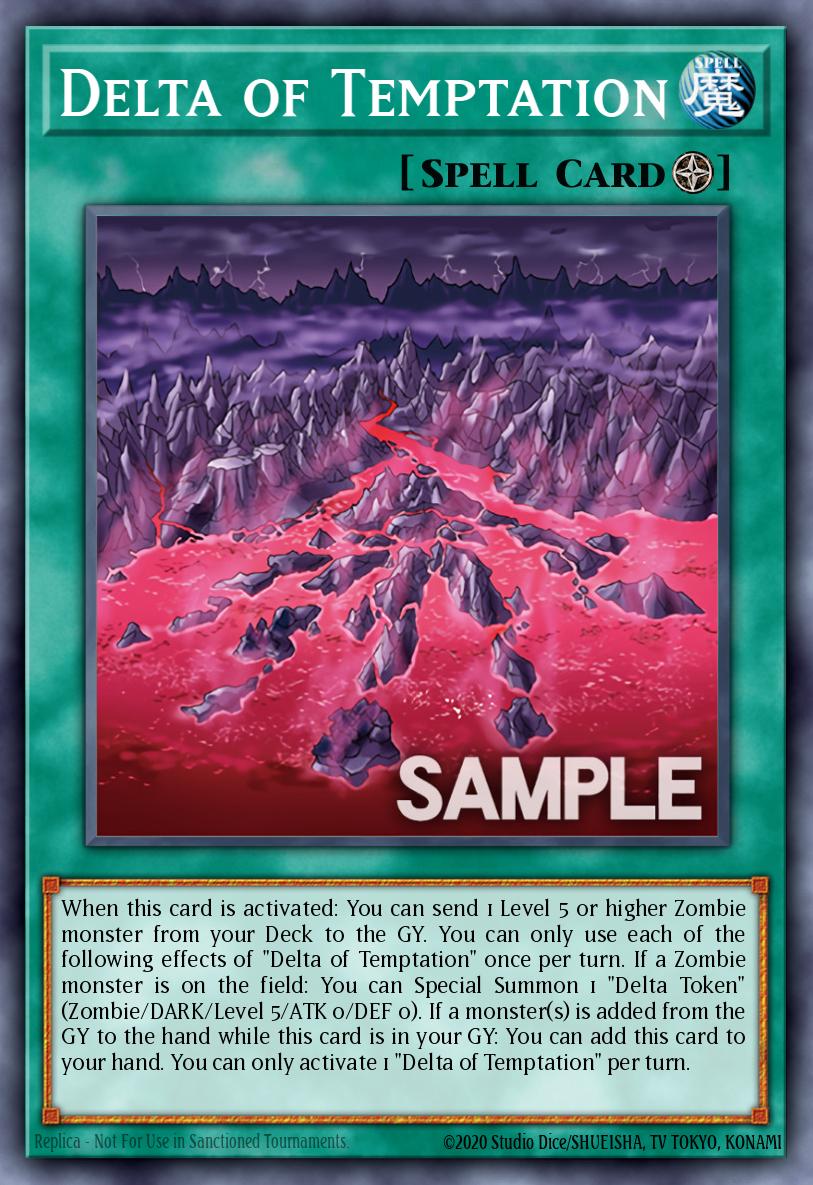 DELTA OF TEMPTATION
SPELL
魔
[SPELL CARD]
SAMPLE
When this card is activated: You can send 1 Level 5 or higher Zombie
monster from your Deck to the GY. You can only use each of the
following effects of "Delta of Temptation" once per turn. If a Zombie
monster is on the field: You can Special Summon 1 "Delta Token"
(Zombie/DARK/Level 5/ATK 0/DEF 0). If a monster(s) is added from the
GY to the hand while this card is in your GY: You can add this card to
your hand. You can only activate 1 "Delta of Temptation" per turn.
Replica - Not For Use in Sanctioned Tournaments.
©2020 Studio Dice/SHUEISHA, TV TOKYO, KONAMI